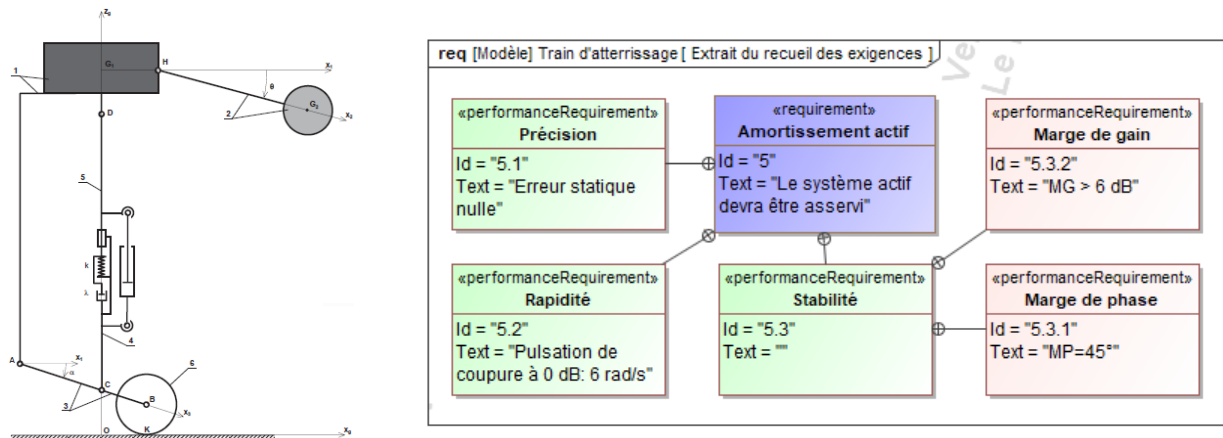 z₀
1
G₁
H
x₁
θ
D
2
G₂
x₂
5
k
λ
4
A
x₁
α
6
C
3
B
x₃
O
K
x₀
req [Modèle] Train d'atterrissage [ Extrait du recueil des exigences ]
Ve
Le
«performanceRequirement»
Précision
Id = "5.1"
Text = "Erreur statique
nulle"
«requirement»
Amortissement actif
Id = "5"
Text = "Le système actif
devra être asservi"
«performanceRequirement»
Marge de gain
Id = "5.3.2"
Text = "MG > 6 dB"
«performanceRequirement»
Rapidité
Id = "5.2"
Text = "Pulsation de
coupure à 0 dB: 6 rad/s"
«performanceRequirement»
Stabilité
Id = "5.3"
Text = ""
«performanceRequirement»
Marge de phase
Id = "5.3.1"
Text = "MP=45°"